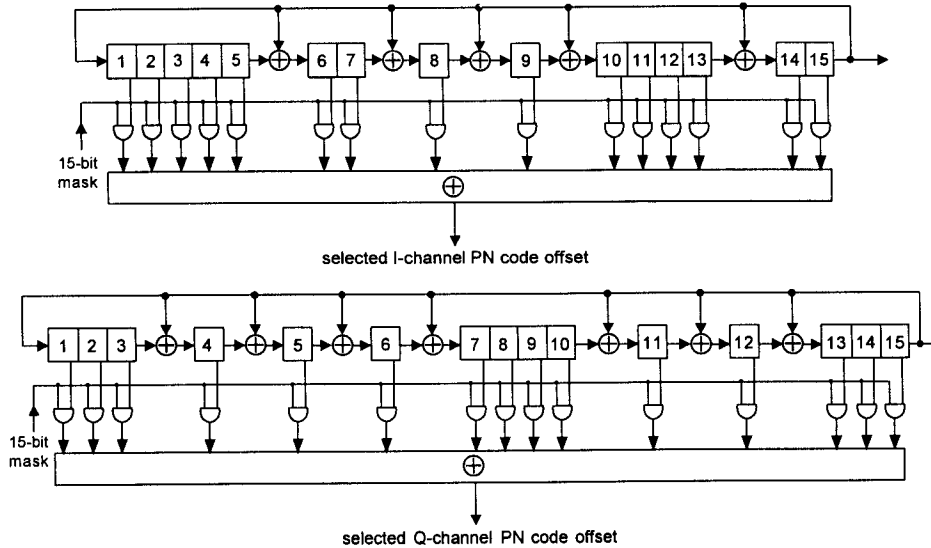 1 2 3 4 5 6 7 8 9 10 11 12 13 14 15
15-bit
mask
selected I-channel PN code offset
1 2 3 4 5 6 7 8 9 10 11 12 13 14 15
15-bit
mask
selected Q-channel PN code offset